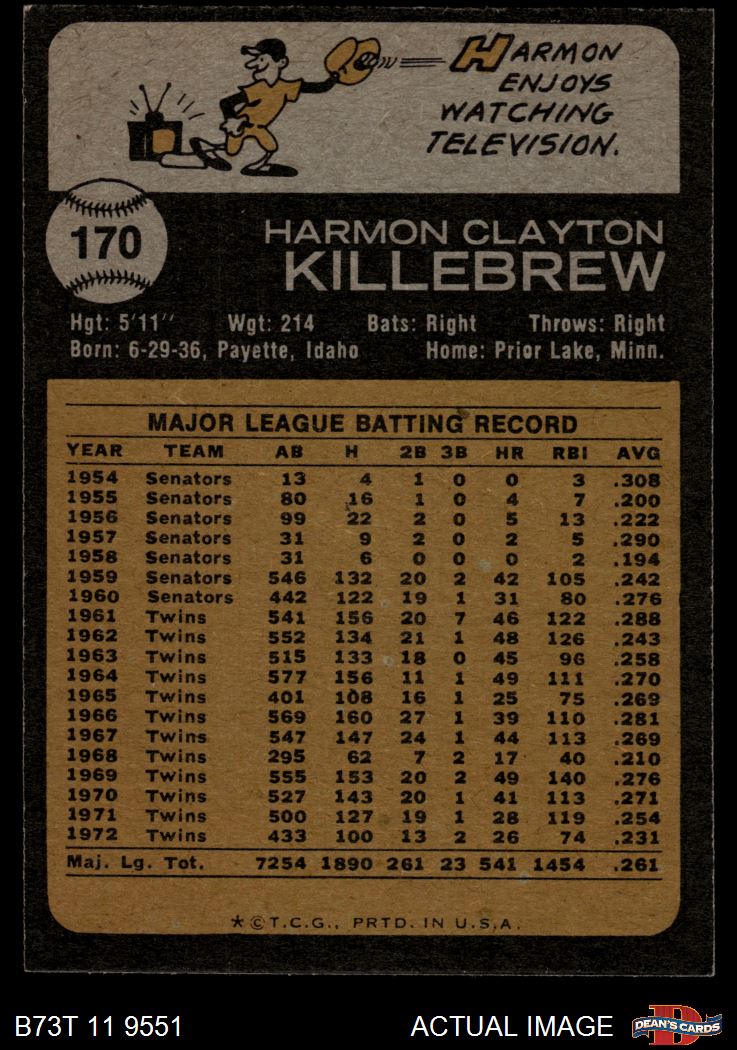 HARMON
ENJOYS
WATCHING
TELEVISION.
170
HARMON CLAYTON
KILLEBREW
Hgt: 5'11" Wgt: 214 Bats: Right Throws: Right
Born: 6-29-36, Payette, Idaho Home: Prior Lake, Minn.
MAJOR LEAGUE BATTING RECORD
YEAR TEAM AB H 2B 3B HR RBI AVG
1954 Senators 13 4 1 0 0 3 .308
1955 Senators 80 16 1 0 4 7 .200
1956 Senators 99 22 2 0 5 13 .222
1957 Senators 31 9 2 0 2 5 .290
1958 Senators 31 6 0 0 0 2 .194
1959 Senators 546 132 20 2 42 105 .242
1960 Senators 442 122 19 1 31 80 .276
1961 Twins 541 156 20 7 46 122 .288
1962 Twins 552 134 21 1 48 126 .243
1963 Twins 515 133 18 0 45 96 .258
1964 Twins 577 156 11 1 49 111 .270
1965 Twins 401 108 16 1 25 75 .269
1966 Twins 569 160 27 1 39 110 .281
1967 Twins 547 147 24 1 44 113 .269
1968 Twins 295 62 7 2 17 40 .210
1969 Twins 555 153 20 2 49 140 .276
1970 Twins 527 143 20 1 41 113 .271
1971 Twins 500 127 19 1 28 119 .254
1972 Twins 433 100 13 2 26 74 .231
Maj. Lg. Tot. 7254 1890 261 23 541 1454 .261
*©T.C.G., PRTD. IN U.S.A.
B73T 11 9551 ACTUAL IMAGE D DEAN'S CARDS